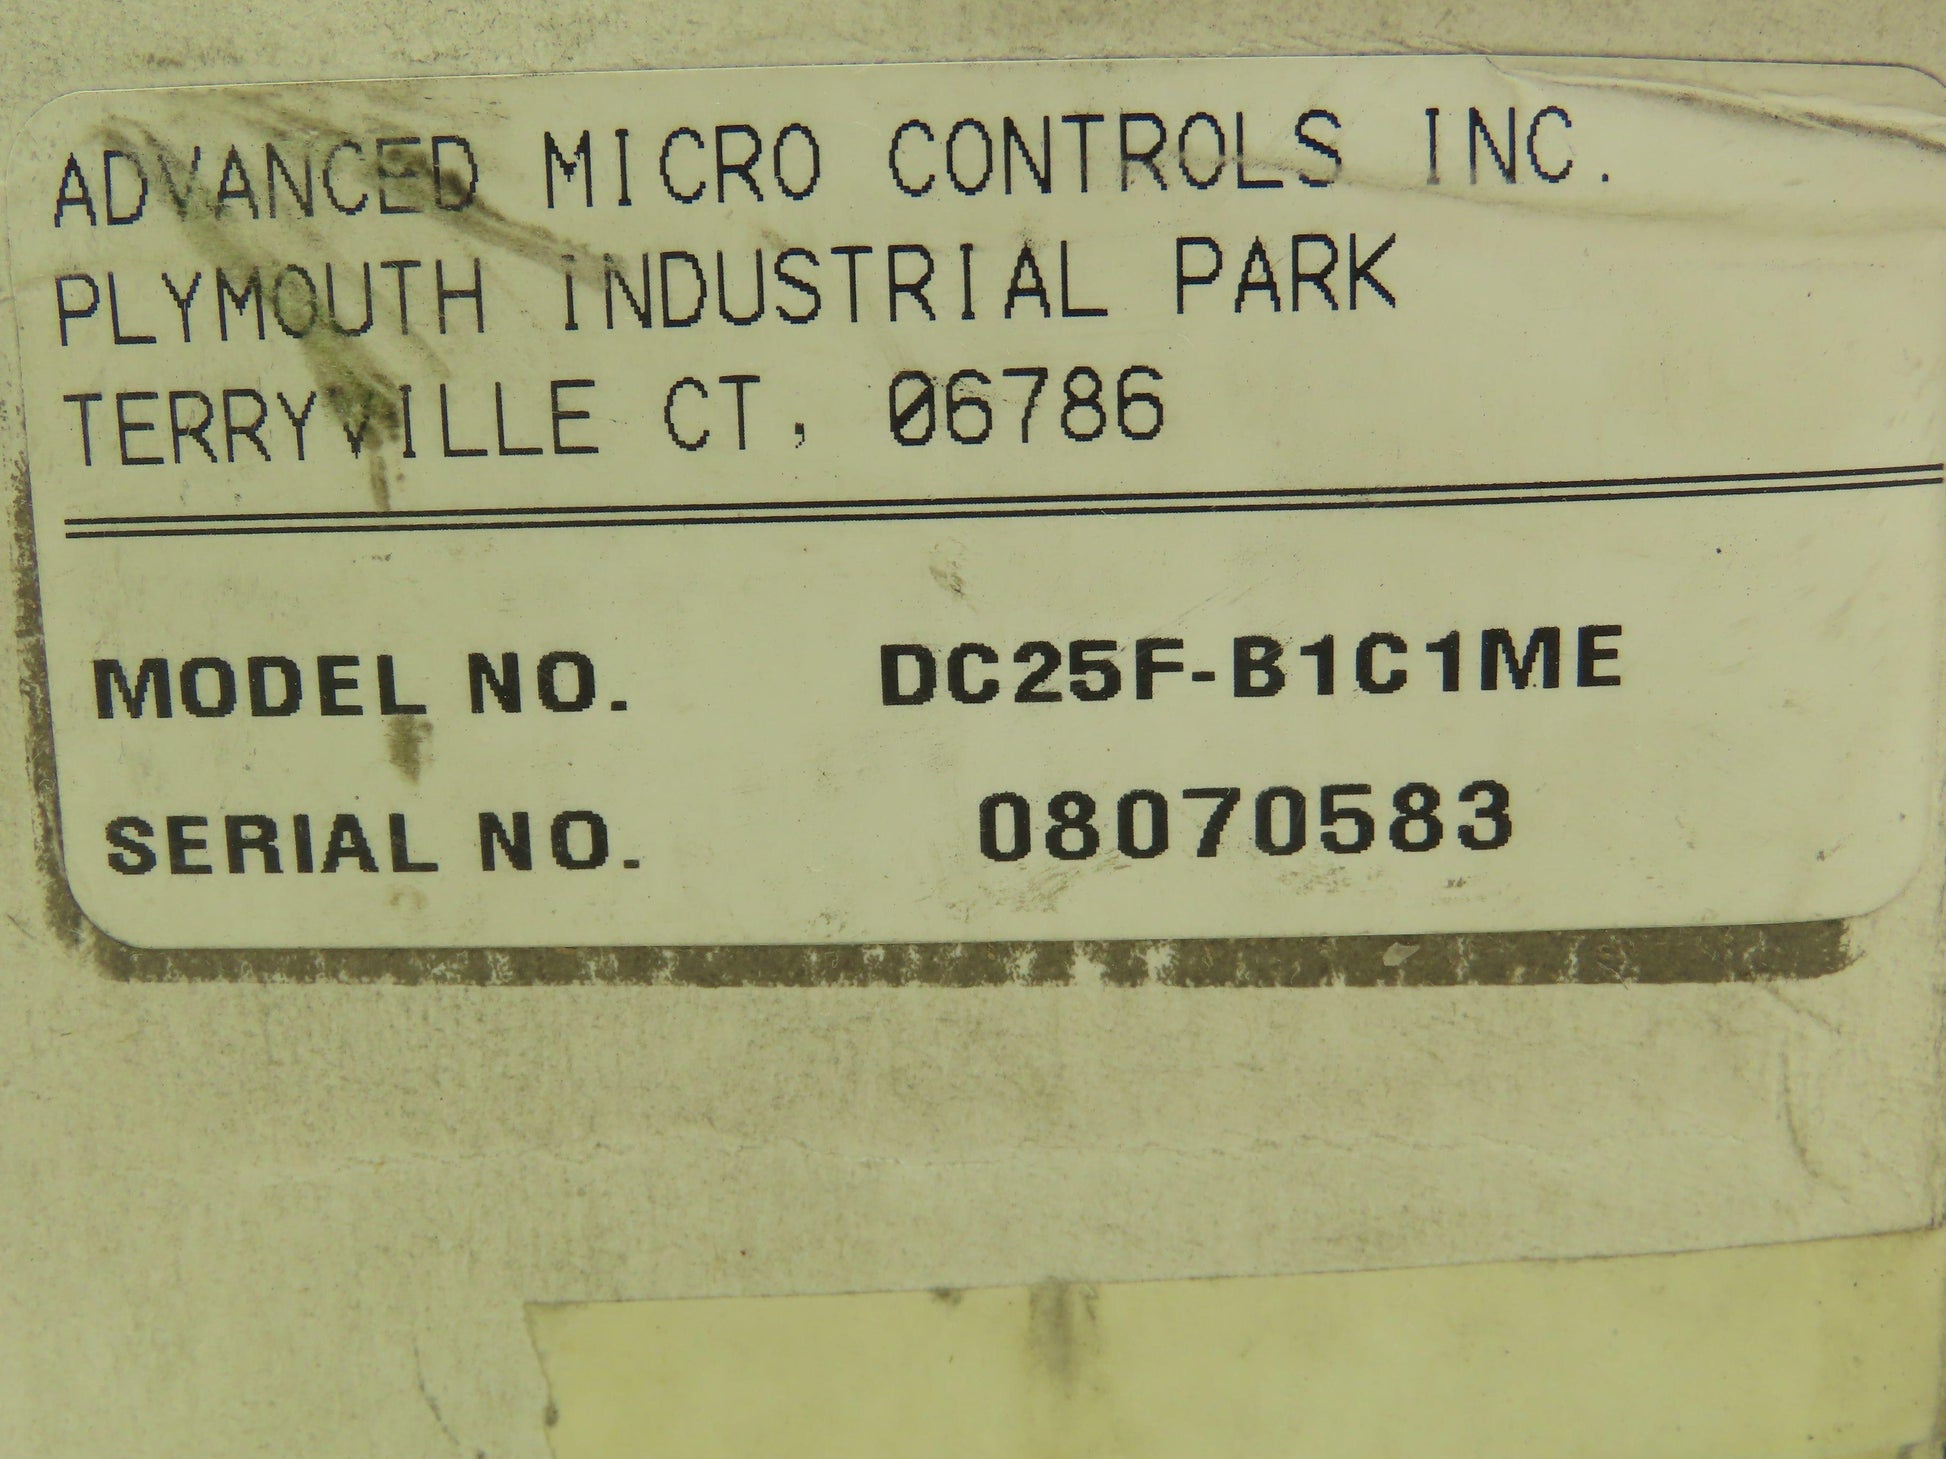 ADVANCED MICRO CONTROLS INC.
PLYMOUTH INDUSTRIAL PARK
TERRYVILLE CT, 06786
MODEL NO. DC25F-B1C1ME
SERIAL NO. 08070583